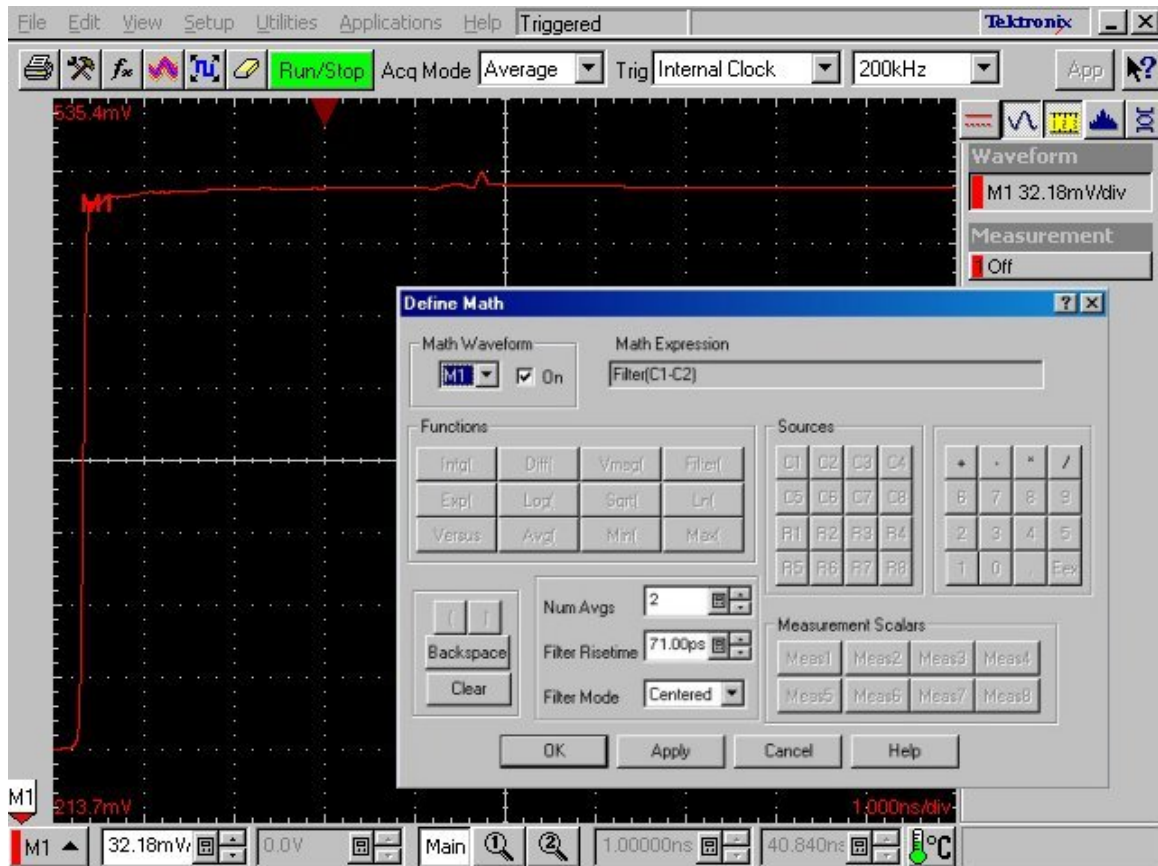 File Edit View Setup Utilities Applications Help Triggered Tektronix
Run/Stop Acq Mode Average Trig Internal Clock 200kHz App
535.4mV
Waveform
M1 32.18mV/div
M1
Measurement
1 Off
Define Math
Math Waveform
M1 On
Math Expression
Filter(C1-C2)
Functions
Intg( Diff( Vmag( Filter(
Exp( Log( Sqrt( Ln(
Versus Avg( Min( Max(
Sources
C1 C2 C3 C4
C5 C6 C7 C8
R1 R2 R3 R4
R5 R6 R7 R8
+ - * /
6 7 8 9
2 3 4 5
1 0 . Eex
( )
Backspace
Clear
Num Avgs 2
Filter Risetime 71.00ps
Filter Mode Centered
Measurement Scalars
Meas1 Meas2 Meas3 Meas4
Meas5 Meas6 Meas7 Meas8
OK Apply Cancel Help
M1
213.7mV 1.000ns/div
M1 32.18mV/ 0.0V Main 1 2 1.00000ns 40.840ns °C